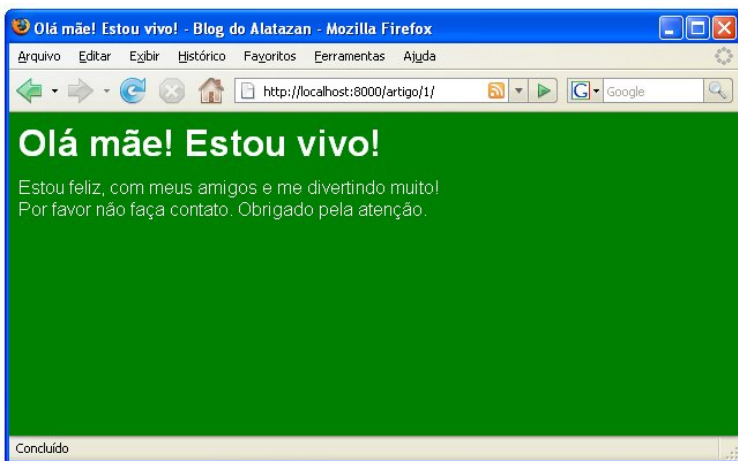 Olá mãe! Estou vivo! - Blog do Alatazan - Mozilla Firefox
Arquivo Editar Exibir Histórico Favoritos Ferramentas Ajuda
http://localhost:8000/artigo/1/ G Google
Olá mãe! Estou vivo!
Estou feliz, com meus amigos e me divertindo muito!
Por favor não faça contato. Obrigado pela atenção.
Concluído